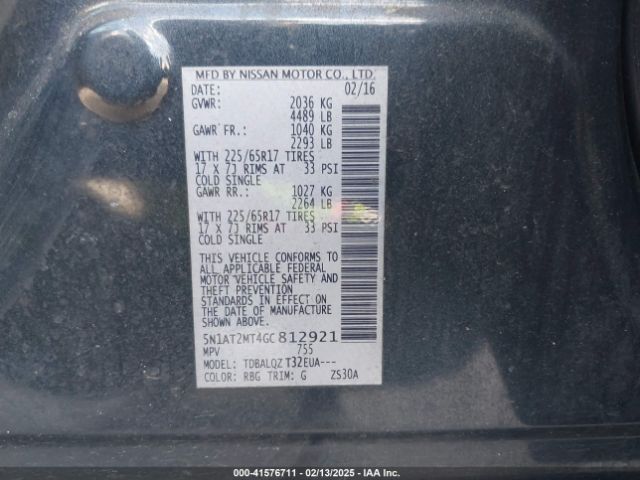 MFD BY NISSAN MOTOR CO., LTD.
DATE: 02/16
GVWR: 2036 KG
4489 LB
GAWR FR.: 1040 KG
2293 LB
WITH 225/65R17 TIRES
17 X 7J RIMS AT 33 PSI
COLD SINGLE
GAWR RR.: 1027 KG
2264 LB
WITH 225/65R17 TIRES
17 X 7J RIMS AT 33 PSI
COLD SINGLE
THIS VEHICLE CONFORMS TO
ALL APPLICABLE FEDERAL
MOTOR VEHICLE SAFETY AND
THEFT PREVENTION
STANDARDS IN EFFECT ON
THE DATE OF MANUFACTURE
SHOWN ABOVE.
5N1AT2MT4GC812921
MPV 755
MODEL: TDBALQZ T32EUA---
COLOR: RBG TRIM: G ZS30A
000-41576711 - 02/13/2025 - IAA Inc.